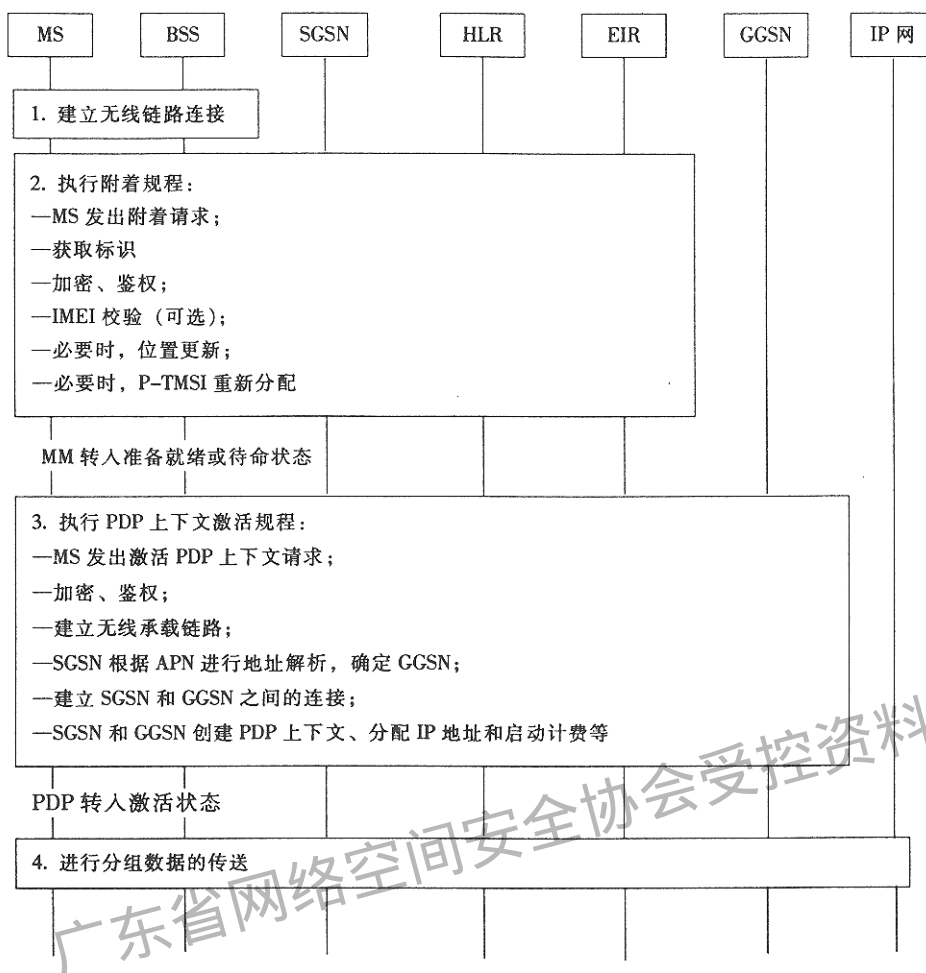 MS BSS SGSN HLR EIR GGSN IP 网
1. 建立无线链路连接
2. 执行附着规程：
—MS 发出附着请求；
—获取标识
—加密、鉴权；
—IMEI 校验（可选）；
—必要时，位置更新；
—必要时，P-TMSI 重新分配
MM 转入准备就绪或待命状态
3. 执行 PDP 上下文激活规程：
—MS 发出激活 PDP 上下文请求；
—加密、鉴权；
—建立无线承载链路；
—SGSN 根据 APN 进行地址解析，确定 GGSN；
—建立 SGSN 和 GGSN 之间的连接；
—SGSN 和 GGSN 创建 PDP 上下文、分配 IP 地址和启动计费等
PDP 转入激活状态
4. 进行分组数据的传送
广东省网络空间安全协会受控资料